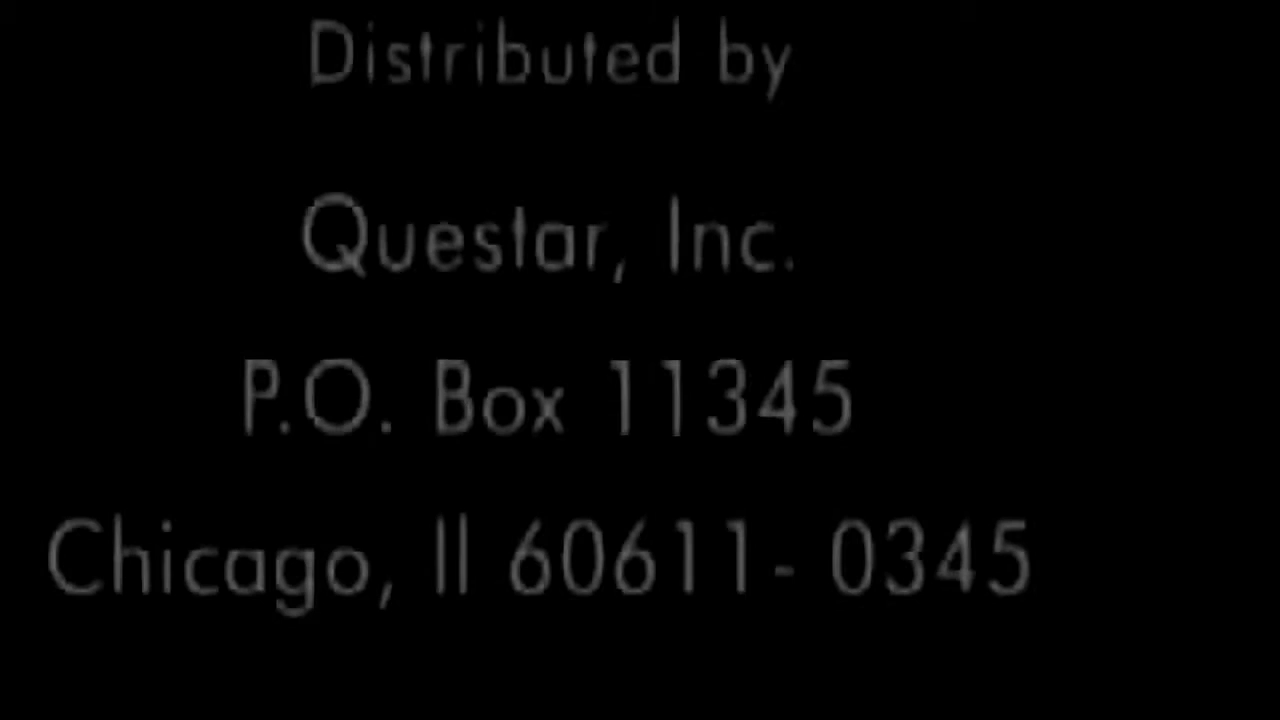 Distributed by
Questar, Inc.
P.O. Box 11345
Chicago, Il 60611- 0345